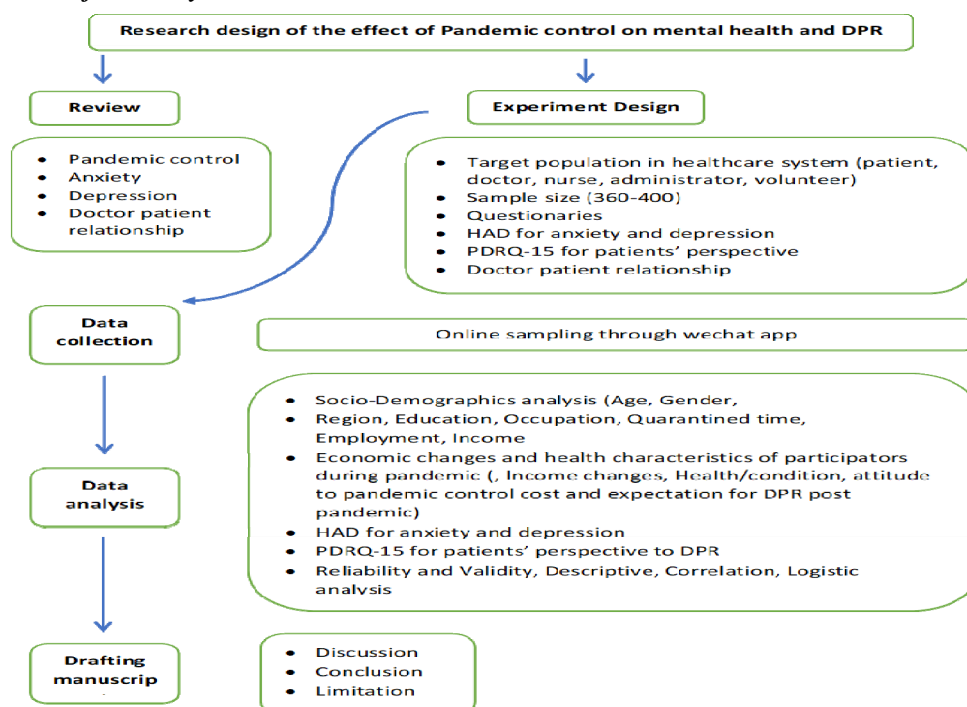 Research design of the effect of Pandemic control on mental health and DPR
Review
Experiment Design
• Pandemic control
• Anxiety
• Depression
• Doctor patient
relationship
• Target population in healthcare system (patient,
doctor, nurse, administrator, volunteer)
• Sample size (360-400)
• Questionaries
• HAD for anxiety and depression
• PDRQ-15 for patients’ perspective
• Doctor patient relationship
Data
collection
Online sampling through wechat app
• Socio-Demographics analysis (Age, Gender,
• Region, Education, Occupation, Quarantined time,
Employment, Income
• Economic changes and health characteristics of participators
during pandemic (, Income changes, Health/condition, attitude
to pandemic control cost and expectation for DPR post
pandemic)
• HAD for anxiety and depression
• PDRQ-15 for patients’ perspective to DPR
• Reliability and Validity, Descriptive, Correlation, Logistic
analysis
Data
analysis
Drafting
manuscrip
• Discussion
• Conclusion
• Limitation